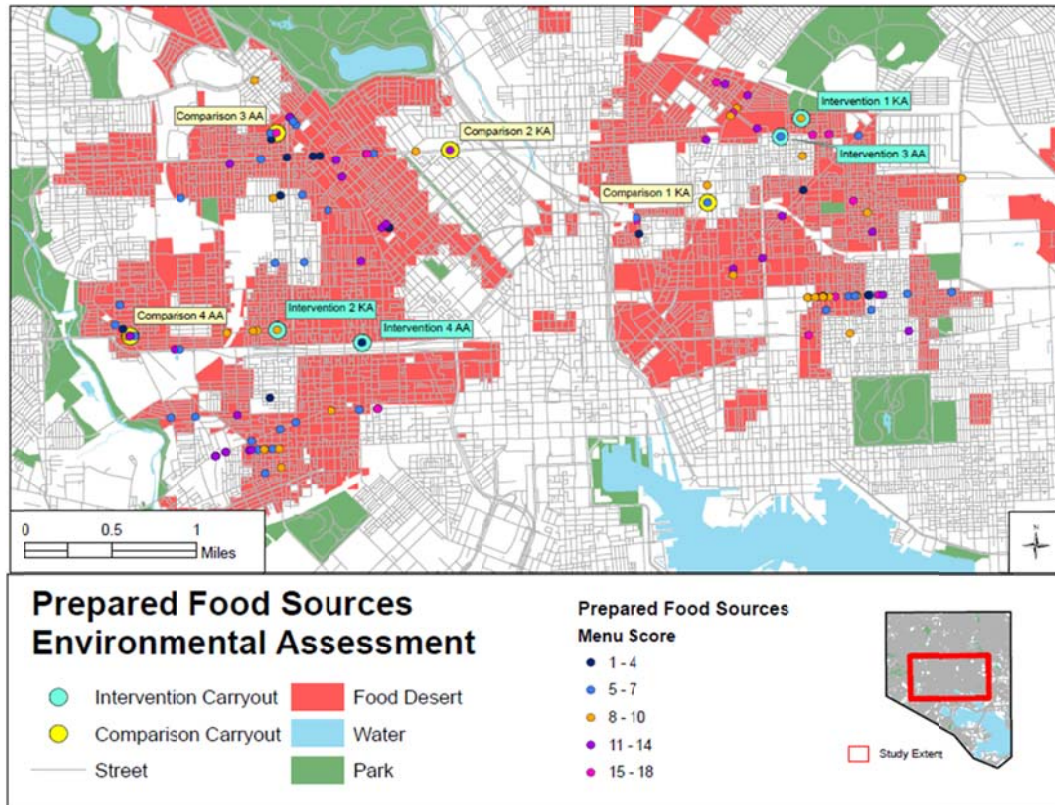 Comparison 3 AA
Comparison 2 KA
Intervention 1 KA
Intervention 3 AA
Comparison 1 KA
Comparison 4 AA
Intervention 2 KA
Intervention 4 AA
0 0.5 1
Miles
N
Prepared Food Sources
Environmental Assessment
Intervention Carryout
Comparison Carryout
Street
Food Desert
Water
Park
Prepared Food Sources
Menu Score
1 - 4
5 - 7
8 - 10
11 - 14
15 - 18
Study Extent